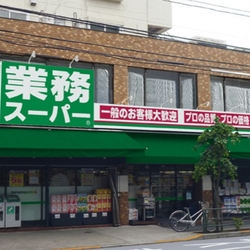 業務
スーパー
一般のお客様大歓迎
プロの品質 プロの価格